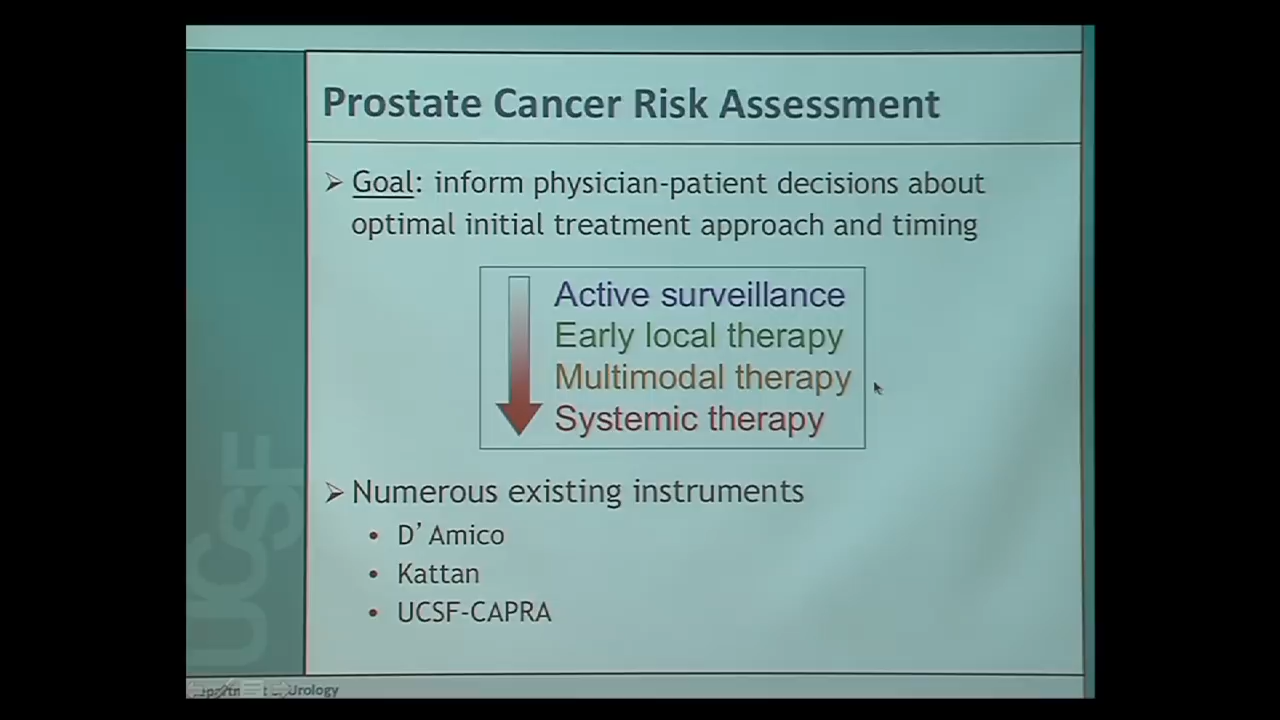 Prostate Cancer Risk Assessment
➢ Goal: inform physician-patient decisions about
optimal initial treatment approach and timing
Active surveillance
Early local therapy
Multimodal therapy
Systemic therapy
➢ Numerous existing instruments
• D’ Amico
• Kattan
• UCSF-CAPRA
UCSF
Urology